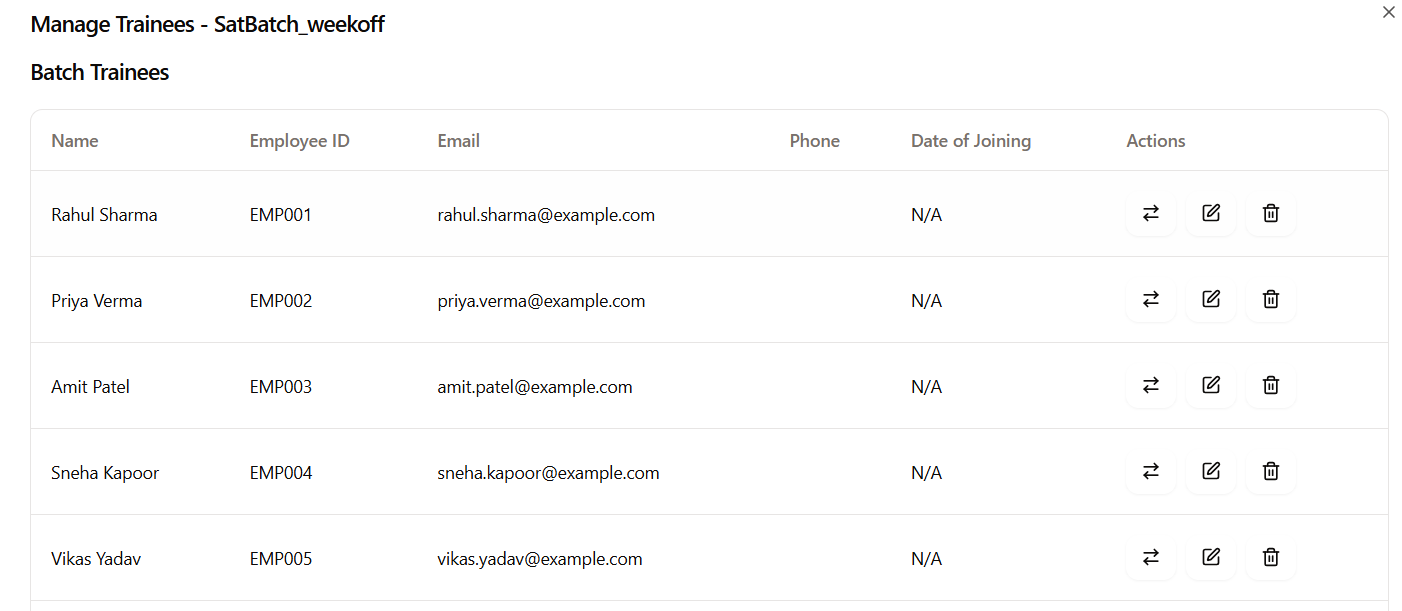 Manage Trainees - SatBatch_weekoff
Batch Trainees
Name Employee ID Email Phone Date of Joining Actions
Rahul Sharma EMP001 rahul.sharma@example.com N/A
Priya Verma EMP002 priya.verma@example.com N/A
Amit Patel EMP003 amit.patel@example.com N/A
Sneha Kapoor EMP004 sneha.kapoor@example.com N/A
Vikas Yadav EMP005 vikas.yadav@example.com N/A